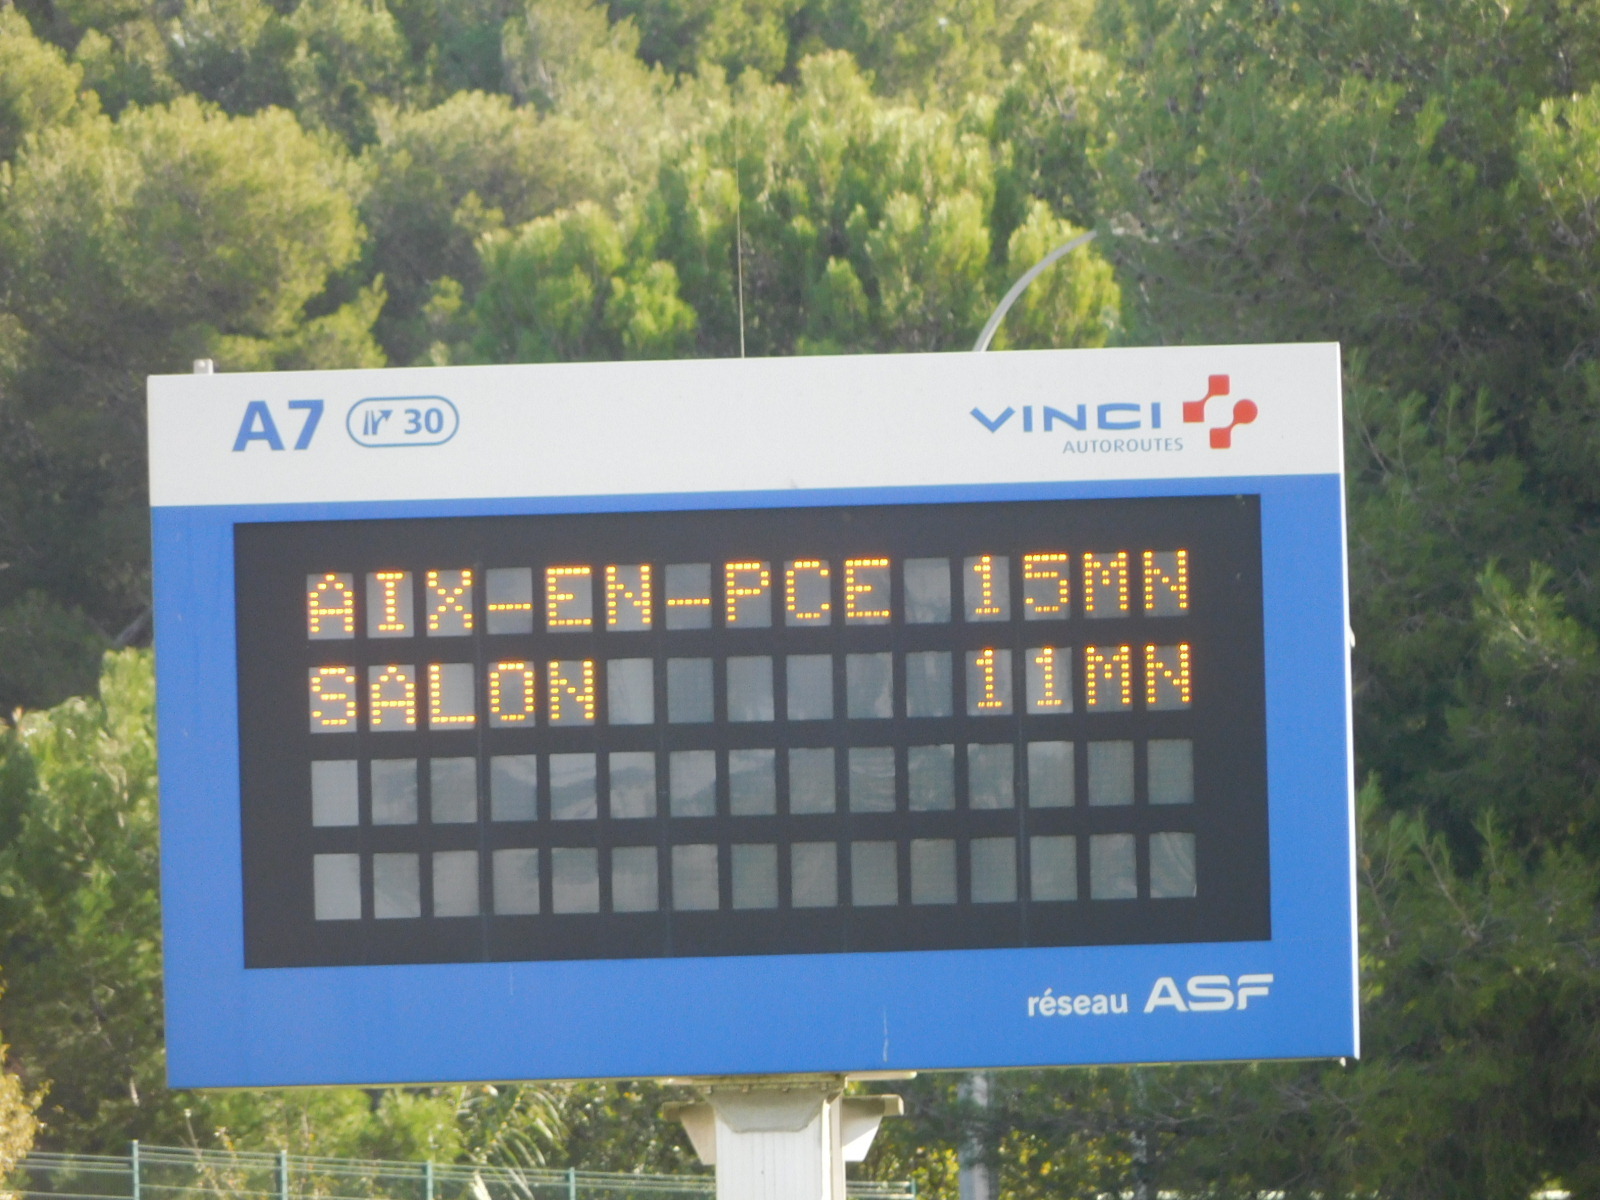 A7 30
VINCI
AUTOROUTES
AIX-EN-PCE 15MN
SALON 11MN
réseau ASF